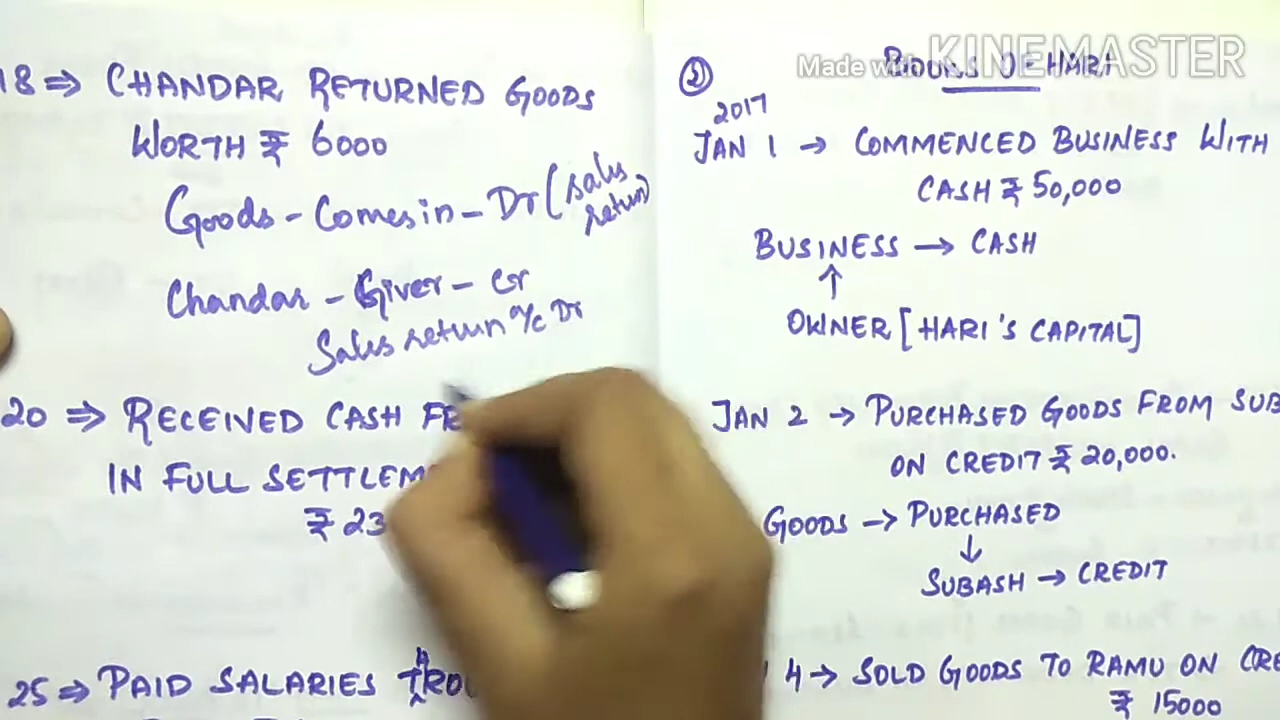 18 ⇒ CHANDAR RETURNED GOODS
WORTH ₹ 6000
Goods - Comes in - Dr (Sales
return)
Chandar - Giver - Cr
Sales return a/c Dr
20 ⇒ RECEIVED CASH
IN FULL
₹ 23
25 ⇒ PAID SALARIES
Made with KINEMASTER
② BOOKS OF HARI
2017
JAN 1 → COMMENCED BUSINESS WITH
CASH ₹ 50,000
BUSINESS → CASH
↑
OWNER [HARI'S CAPITAL]
JAN 2 → PURCHASED GOODS FROM SUB
ON CREDIT ₹ 20,000.
GOODS → PURCHASED
↓
SUBASH → CREDIT
4 → SOLD GOODS TO RAMU ON CRE
₹ 15000